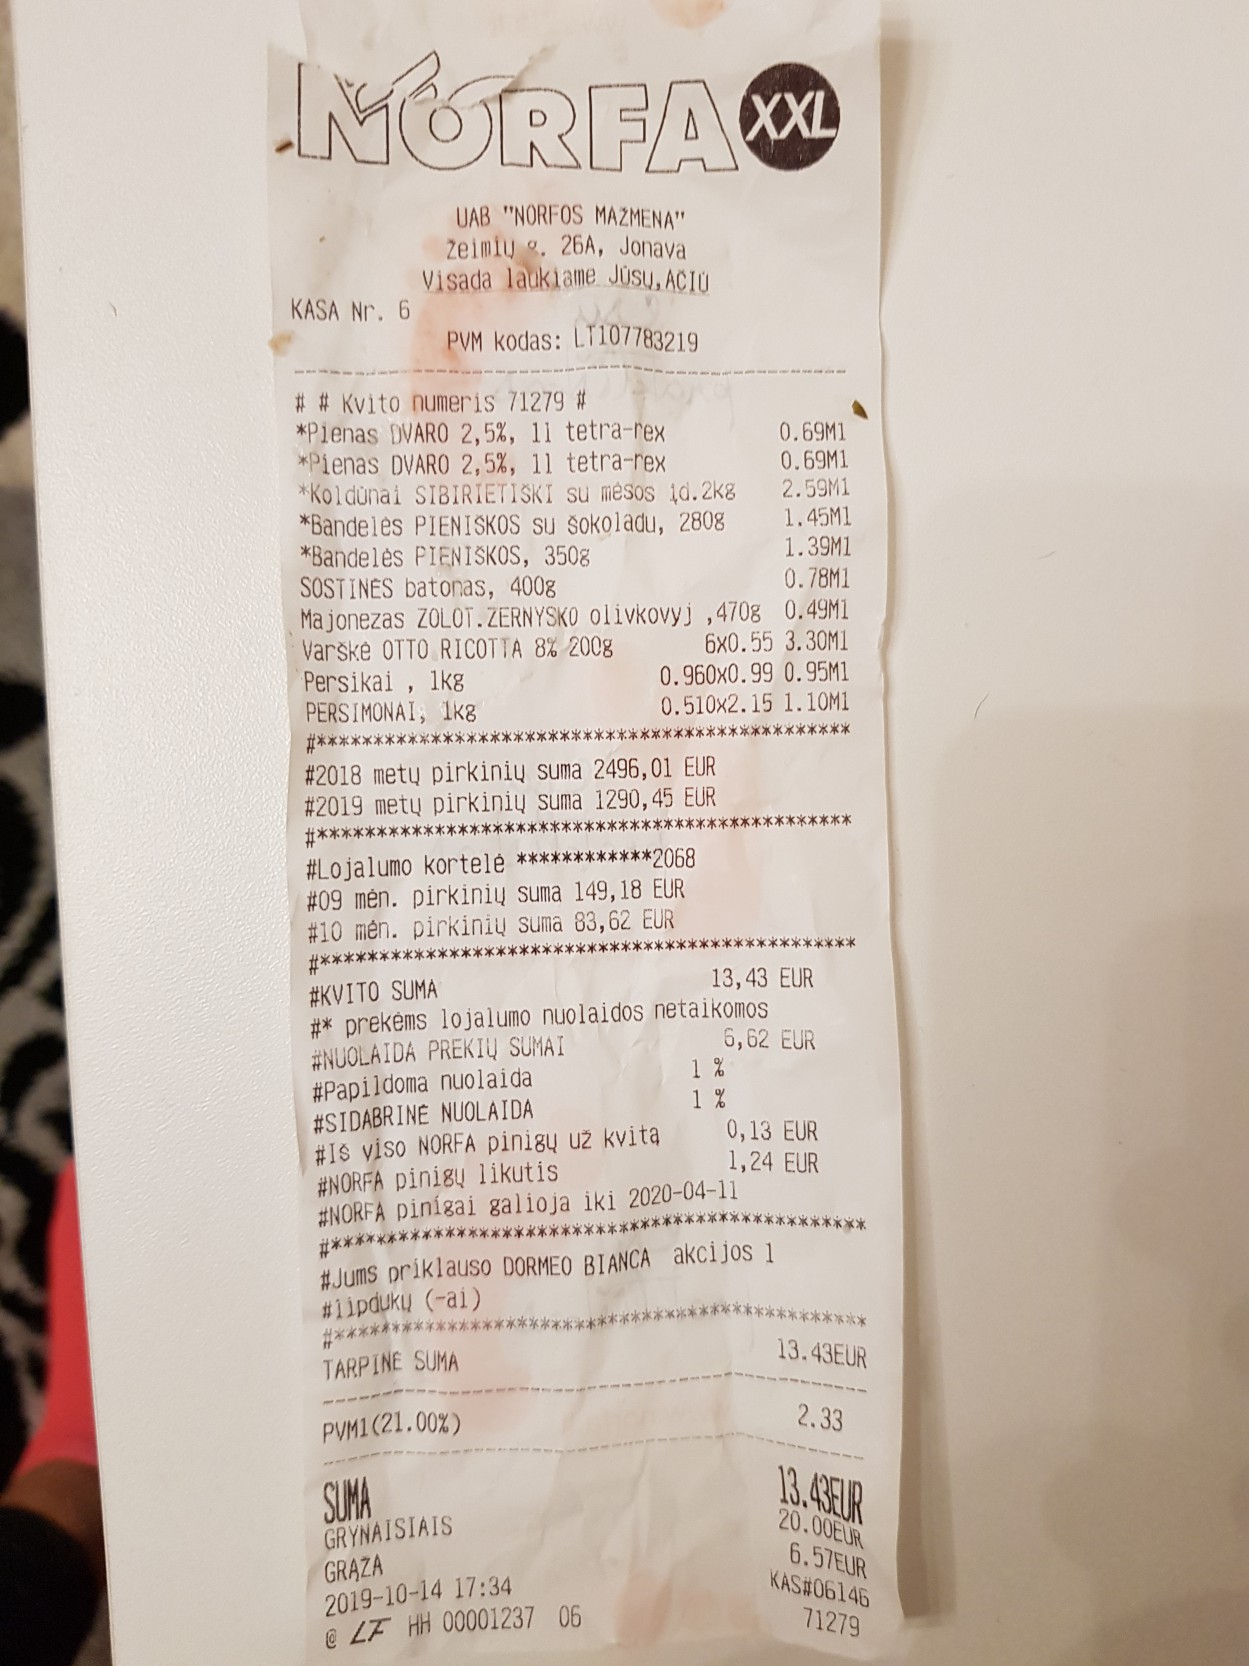 NORFA XXL
UAB "NORFOS MAŽMENA"
Žeimių g. 26A, Jonava
Visada laukiame Jūsų,AČIŪ
KASA Nr. 6
PVM kodas: LT107783219
# # Kvito numeris 71279 #
*Pienas DVARO 2,5%, 1l tetra-rex 0.69M1
*Pienas DVARO 2,5%, 1l tetra-rex 0.69M1
*Koldūnai SIBIRIETIŠKI su mėsos įd.2kg 2.59M1
*Bandelės PIENIŠKOS su šokoladu, 280g 1.45M1
*Bandelės PIENIŠKOS, 350g 1.39M1
SOSTINĖS batonas, 400g 0.78M1
Majonezas ZOLOT.ZERNYSKO olivkovyj ,470g 0.49M1
Varškė OTTO RICOTTA 8% 200g 6x0.55 3.30M1
Persikai , 1kg 0.960x0.99 0.95M1
PERSIMONAI, 1kg 0.510x2.15 1.10M1
#*********************************************
#2018 metų pirkinių suma 2496,01 EUR
#2019 metų pirkinių suma 1290,45 EUR
#*********************************************
#Lojalumo kortelė ************2068
#09 mėn. pirkinių suma 149,18 EUR
#10 mėn. pirkinių suma 83,62 EUR
#*********************************************
#KVITO SUMA 13,43 EUR
#* prekėms lojalumo nuolaidos netaikomos
#NUOLAIDA PREKIŲ SUMAI 6,62 EUR
#Papildoma nuolaida 1 %
#SIDABRINĖ NUOLAIDA 1 %
#Iš viso NORFA pinigų už kvitą 0,13 EUR
#NORFA pinigų likutis 1,24 EUR
#NORFA pinigai galioja iki 2020-04-11
#*********************************************
#Jums priklauso DORMEO BIANCA akcijos 1
#lipdukų (-ai)
#*********************************************
TARPINĖ SUMA 13.43EUR
PVM1(21.00%) 2.33
SUMA 13.43EUR
GRYNAISIAIS 20.00EUR
GRĄŽA 6.57EUR
2019-10-14 17:34 KAS#06146
@ LF HH 00001237 06 71279